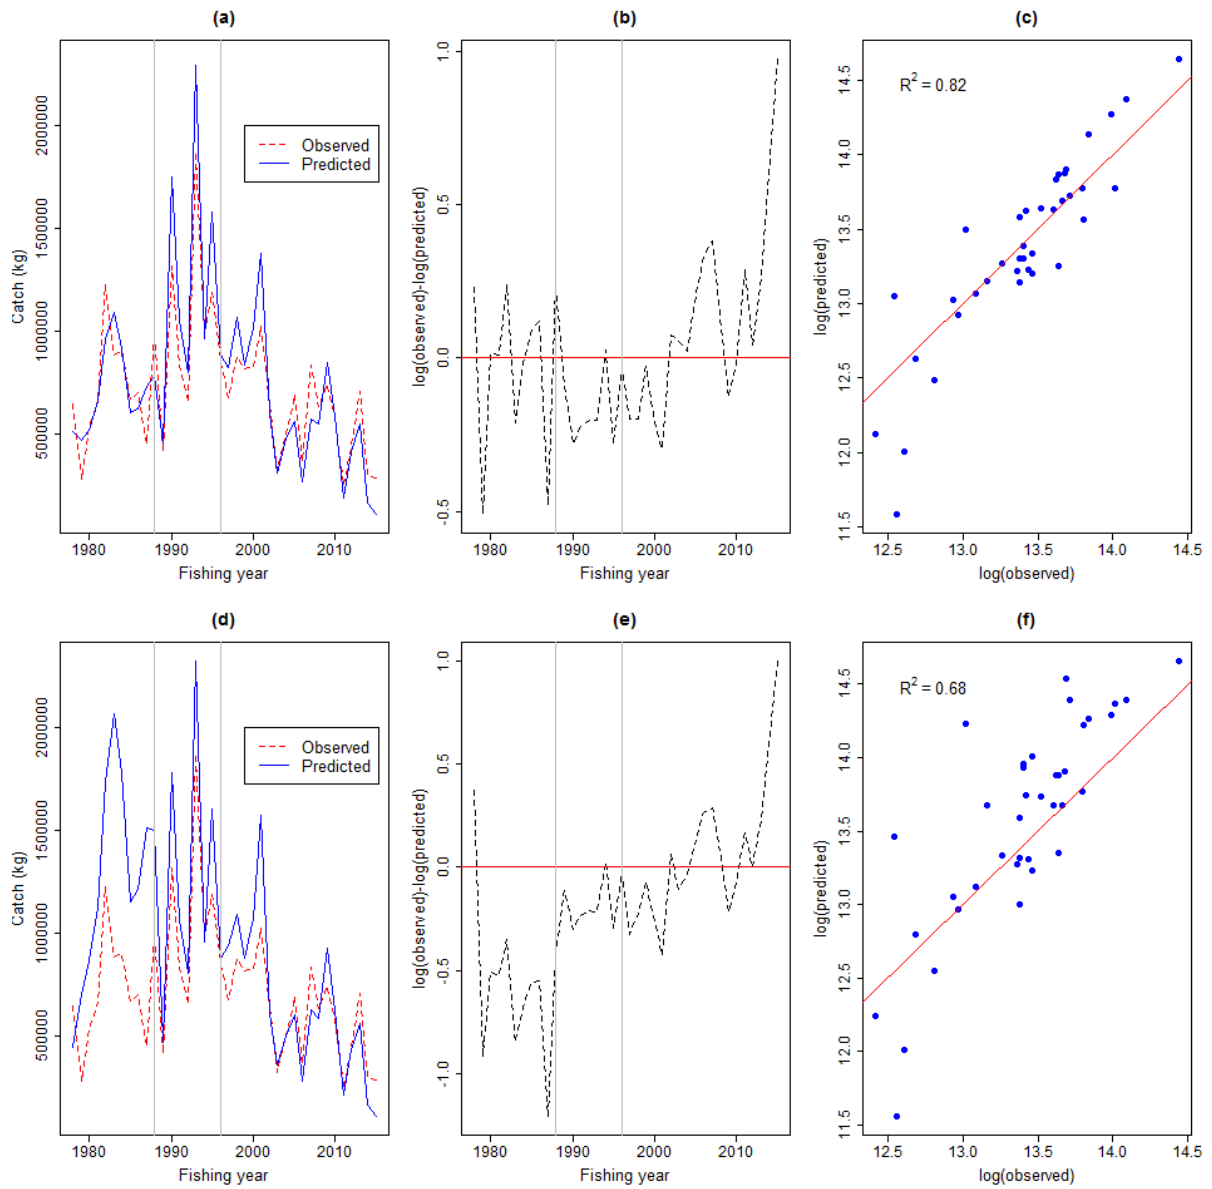 (a)
Catch (kg)
2000000
1500000
1000000
500000
Observed
Predicted
1980 1990 2000 2010
Fishing year
(b)
log(observed)-log(predicted)
1.0
0.5
0.0
-0.5
1980 1990 2000 2010
Fishing year
(c)
log(predicted)
14.5
14.0
13.5
13.0
12.5
12.0
11.5
R² = 0.82
12.5 13.0 13.5 14.0 14.5
log(observed)
(d)
Catch (kg)
2000000
1500000
1000000
500000
Observed
Predicted
1980 1990 2000 2010
Fishing year
(e)
log(observed)-log(predicted)
1.0
0.5
0.0
-0.5
-1.0
1980 1990 2000 2010
Fishing year
(f)
log(predicted)
14.5
14.0
13.5
13.0
12.5
12.0
11.5
R² = 0.68
12.5 13.0 13.5 14.0 14.5
log(observed)